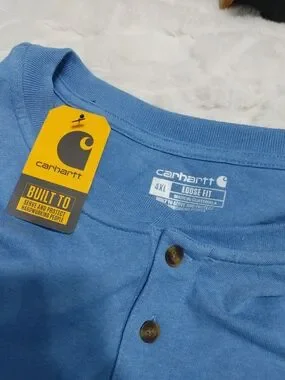 carhartt
BUILT TO
SERVE AND PROTECT
HARDWORKING PEOPLE
carhartt
4XL LOOSE FIT